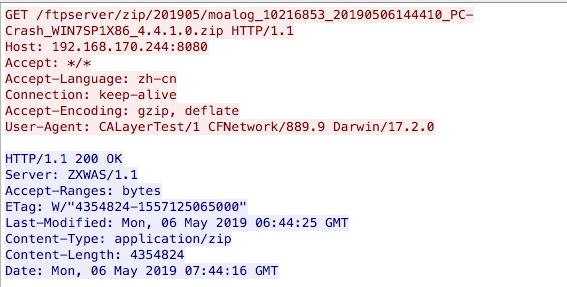 GET /ftpserver/zip/201905/moalog_10216853_20190506144410_PC-
Crash_WIN7SP1X86_4.4.1.0.zip HTTP/1.1
Host: 192.168.170.244:8080
Accept: */*
Accept-Language: zh-cn
Connection: keep-alive
Accept-Encoding: gzip, deflate
User-Agent: CALayerTest/1 CFNetwork/889.9 Darwin/17.2.0

HTTP/1.1 200 OK
Server: ZXWAS/1.1
Accept-Ranges: bytes
ETag: W/"4354824-1557125065000"
Last-Modified: Mon, 06 May 2019 06:44:25 GMT
Content-Type: application/zip
Content-Length: 4354824
Date: Mon, 06 May 2019 07:44:16 GMT